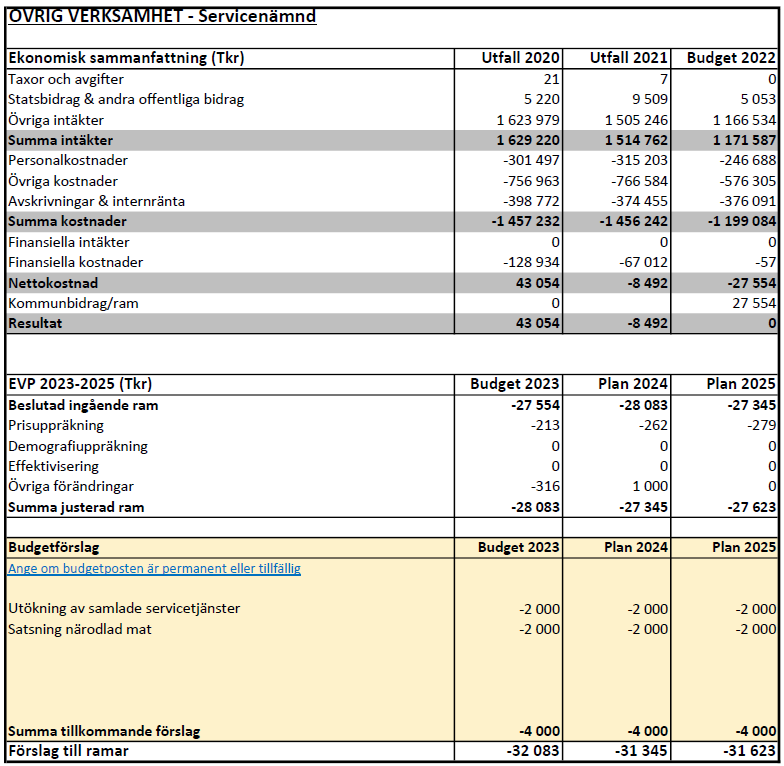 ÖVRIG VERKSAMHET - Servicenämnd
Ekonomisk sammanfattning (Tkr) Utfall 2020 Utfall 2021 Budget 2022
Taxor och avgifter 21 7 0
Statsbidrag & andra offentliga bidrag 5 220 9 509 5 053
Övriga intäkter 1 623 979 1 505 246 1 166 534
Summa intäkter 1 629 220 1 514 762 1 171 587
Personalkostnader -301 497 -315 203 -246 688
Övriga kostnader -756 963 -766 584 -576 305
Avskrivningar & internränta -398 772 -374 455 -376 091
Summa kostnader -1 457 232 -1 456 242 -1 199 084
Finansiella intäkter 0 0 0
Finansiella kostnader -128 934 -67 012 -57
Nettokostnad 43 054 -8 492 -27 554
Kommunbidrag/ram 0 27 554
Resultat 43 054 -8 492 0
EVP 2023-2025 (Tkr) Budget 2023 Plan 2024 Plan 2025
Beslutad ingående ram -27 554 -28 083 -27 345
Prisuppräkning -213 -262 -279
Demografiuppräkning 0 0 0
Effektivisering 0 0 0
Övriga förändringar -316 1 000 0
Summa justerad ram -28 083 -27 345 -27 623
Budgetförslag Budget 2023 Plan 2024 Plan 2025
Ange om budgetposten är permanent eller tillfällig
Utökning av samlade servicetjänster -2 000 -2 000 -2 000
Satsning närodlad mat -2 000 -2 000 -2 000
Summa tillkommande förslag -4 000 -4 000 -4 000
Förslag till ramar -32 083 -31 345 -31 623